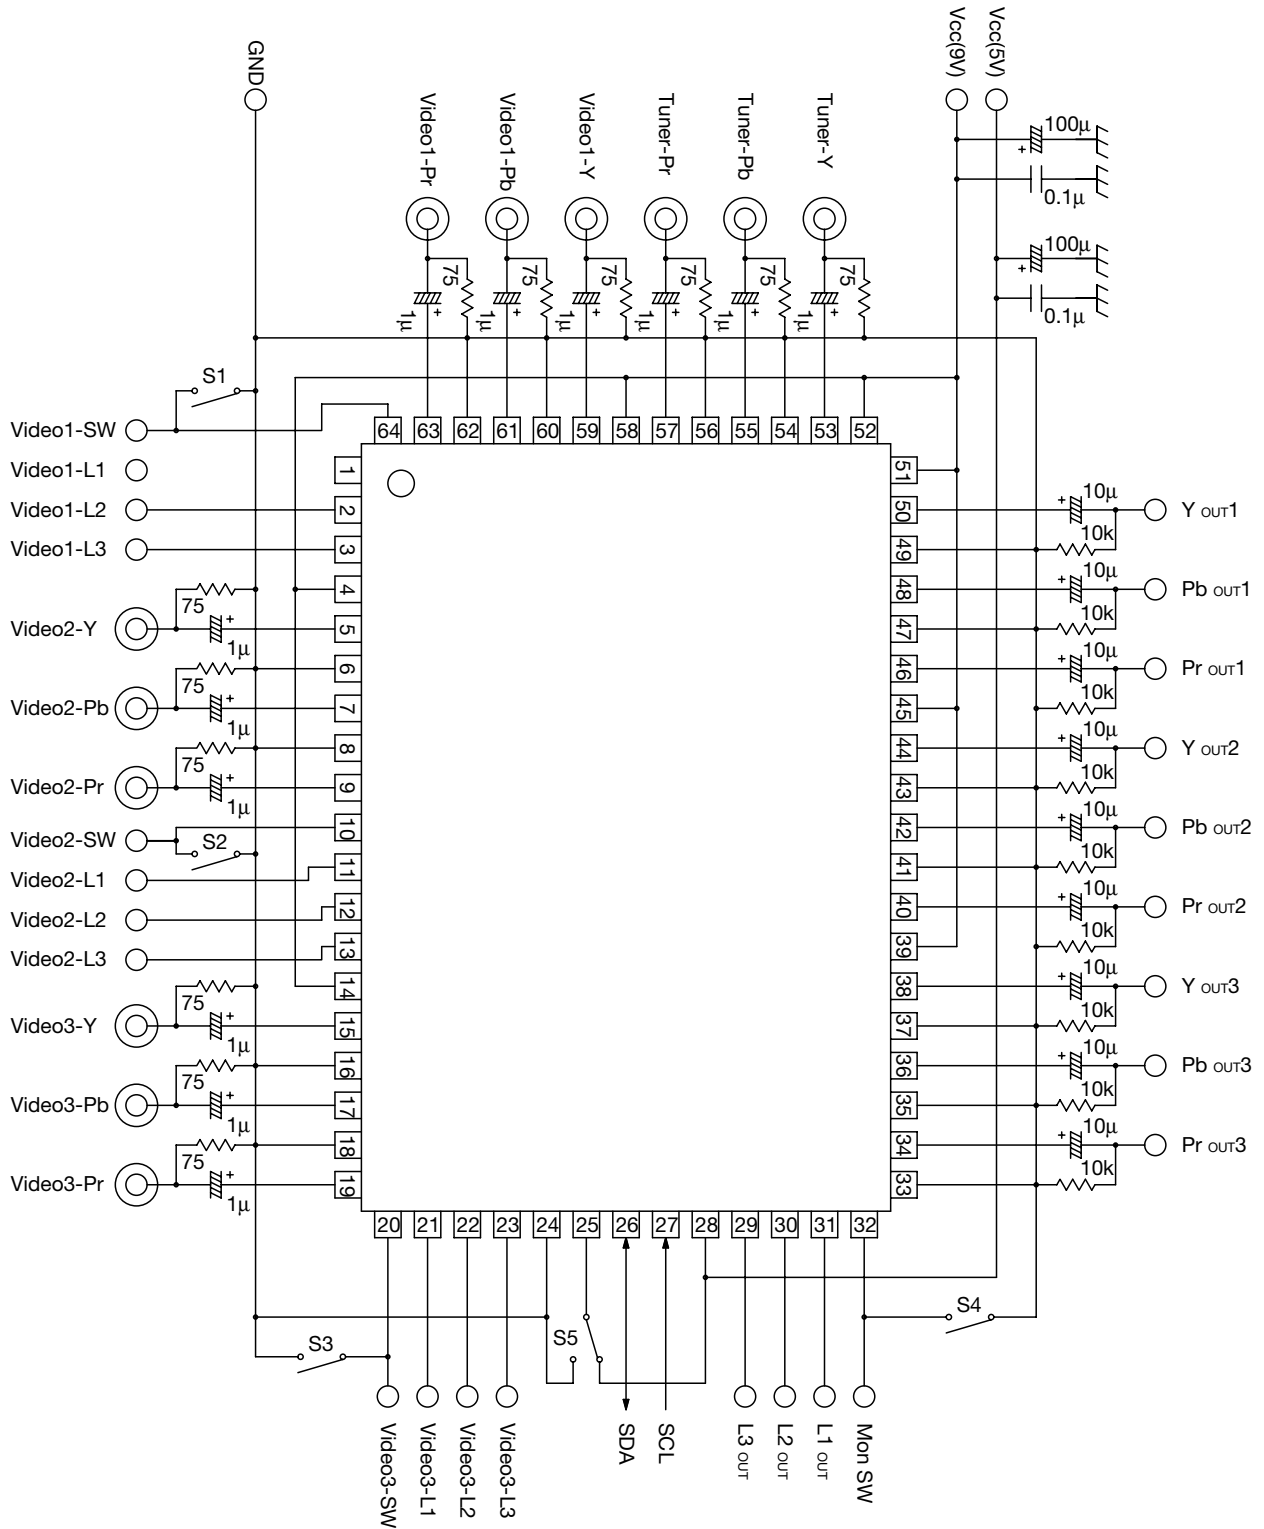 GND
Vcc(9V)
Vcc(5V)
100µ
+
0.1µ
100µ
+
0.1µ
Video1-Pr
Video1-Pb
Video1-Y
Tuner-Pr
Tuner-Pb
Tuner-Y
75
75
75
75
75
75
+
+
+
+
+
+
1µ
1µ
1µ
1µ
1µ
1µ
S1
64 63 62 61 60 59 58 57 56 55 54 53 52
Video1-SW
Video1-L1
Video1-L2
Video1-L3
75
+
Video2-Y
1µ
75
+
Video2-Pb
1µ
75
+
Video2-Pr
1µ
Video2-SW
S2
Video2-L1
Video2-L2
Video2-L3
75
+
Video3-Y
1µ
75
+
Video3-Pb
1µ
75
+
Video3-Pr
1µ
1
2
3
4
5
6
7
8
9
10
11
12
13
14
15
16
17
18
19
51
50
49
48
47
46
45
44
43
42
41
40
39
38
37
36
35
34
33
+ 10µ
Y OUT1
10k
+ 10µ
Pb OUT1
10k
+ 10µ
Pr OUT1
10k
+ 10µ
Y OUT2
10k
+ 10µ
Pb OUT2
10k
+ 10µ
Pr OUT2
10k
+ 10µ
Y OUT3
10k
+ 10µ
Pb OUT3
10k
+ 10µ
Pr OUT3
10k
20 21 22 23 24 25 26 27 28 29 30 31 32
S3
S5
S4
Video3-SW
Video3-L1
Video3-L2
Video3-L3
SDA
SCL
L3 OUT
L2 OUT
L1 OUT
Mon SW